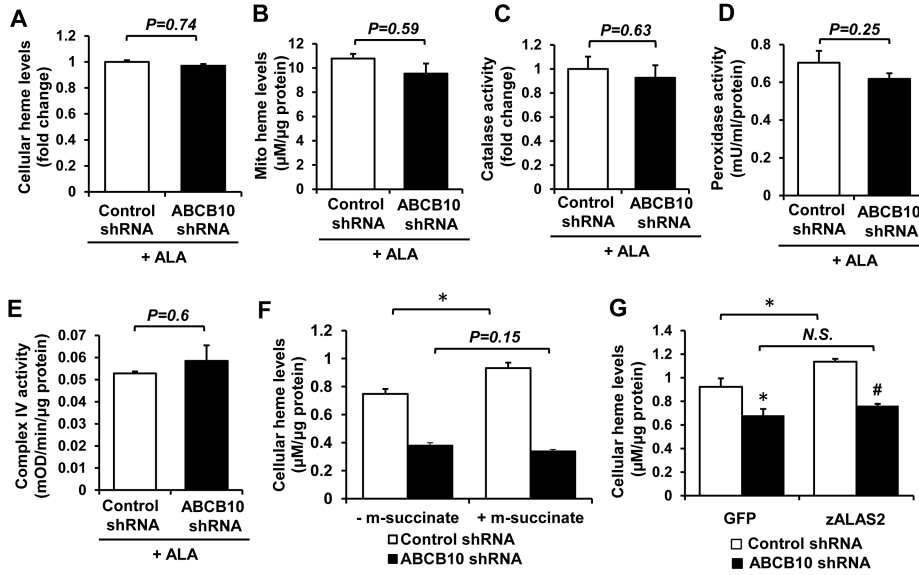 A
P=0.74
Cellular heme levels
(fold change)
1.2
1
0.8
0.6
0.4
0.2
0
Control
shRNA
ABCB10
shRNA
+ ALA
B
P=0.59
Mito heme levels
(µM/µg protein)
12
10
8
6
4
2
0
Control
shRNA
ABCB10
shRNA
+ ALA
C
P=0.63
Catalase activity
(fold change)
1.2
1
0.8
0.6
0.4
0.2
0
Control
shRNA
ABCB10
shRNA
+ ALA
D
P=0.25
Peroxidase activity
(mU/ml/protein)
0.8
0.6
0.4
0.2
0
Control
shRNA
ABCB10
shRNA
+ ALA
E
P=0.6
Complex IV activity
(mOD/min/µg protein)
0.07
0.06
0.05
0.04
0.03
0.02
0.01
0
Control
shRNA
ABCB10
shRNA
+ ALA
F
*
P=0.15
Cellular heme levels
(µM/µg protein)
1
0.8
0.6
0.4
0.2
0
- m-succinate
+ m-succinate
Control shRNA
ABCB10 shRNA
G
*
N.S.
* #
Cellular heme levels
(µM/µg protein)
1.4
1.2
1
0.8
0.6
0.4
0.2
0
GFP
zALAS2
Control shRNA
ABCB10 shRNA